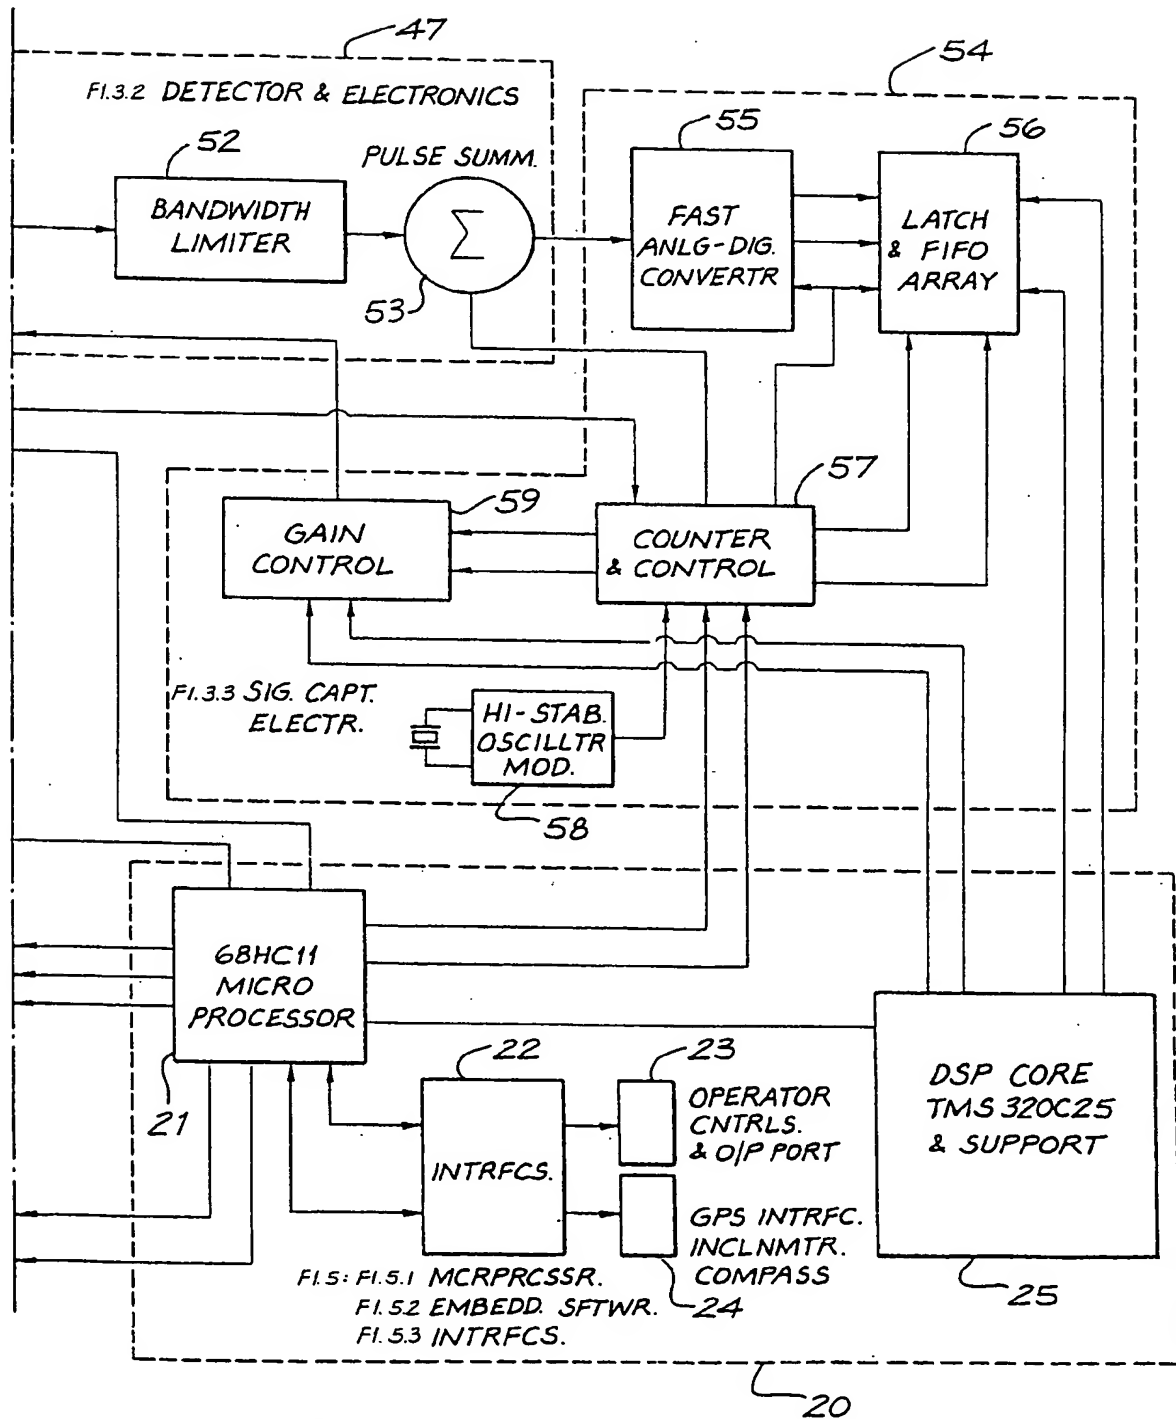 47
F1.3.2 DETECTOR & ELECTRONICS
54
52
PULSE SUMM.
55
56
BANDWIDTH
LIMITER
Σ
53
FAST
ANLG-DIG.
CONVERTR
LATCH
& FIFO
ARRAY
59
GAIN
CONTROL
57
COUNTER
& CONTROL
F1.3.3 SIG. CAPT.
ELECTR.
HI-STAB.
OSCILLTR
MOD.
58
68HC11
MICRO
PROCESSOR
21
22
INTRFCS.
23
OPERATOR
CNTRLS.
& O/P PORT
GPS INTRFC.
INCLNMTR.
COMPASS
24
DSP CORE
TMS 320C25
& SUPPORT
25
F1.5: F1.5.1 MCRPRCSSR.
F1.5.2 EMBEDD. SFTWR.
F1.5.3 INTRFCS.
20